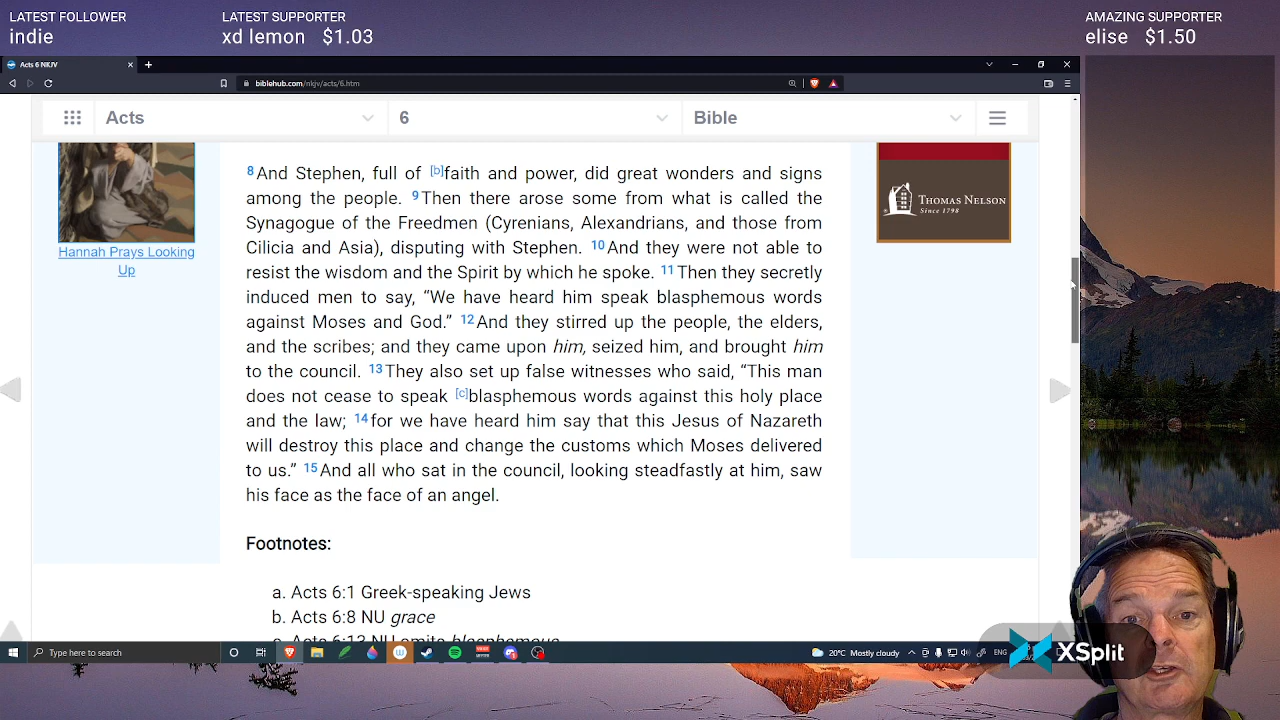 LATEST FOLLOWER
indie
LATEST SUPPORTER
xd lemon $1.03
AMAZING SUPPORTER
elise $1.50
Acts 6 NKJV
biblehub.com/nkjv/acts/6.htm
Acts
6
Bible
Hannah Prays Looking
Up
8And Stephen, full of [b]faith and power, did great wonders and signs
among the people. 9Then there arose some from what is called the
Synagogue of the Freedmen (Cyrenians, Alexandrians, and those from
Cilicia and Asia), disputing with Stephen. 10And they were not able to
resist the wisdom and the Spirit by which he spoke. 11Then they secretly
induced men to say, “We have heard him speak blasphemous words
against Moses and God.” 12And they stirred up the people, the elders,
and the scribes; and they came upon him, seized him, and brought him
to the council. 13They also set up false witnesses who said, “This man
does not cease to speak [c]blasphemous words against this holy place
and the law; 14for we have heard him say that this Jesus of Nazareth
will destroy this place and change the customs which Moses delivered
to us.” 15And all who sat in the council, looking steadfastly at him, saw
his face as the face of an angel.
Footnotes:
a. Acts 6:1 Greek-speaking Jews
b. Acts 6:8 NU grace
c. Acts 6:13 NU omits blasphemous
THOMAS NELSON
Since 1798
Type here to search
20°C Mostly cloudy
ENG
XSplit